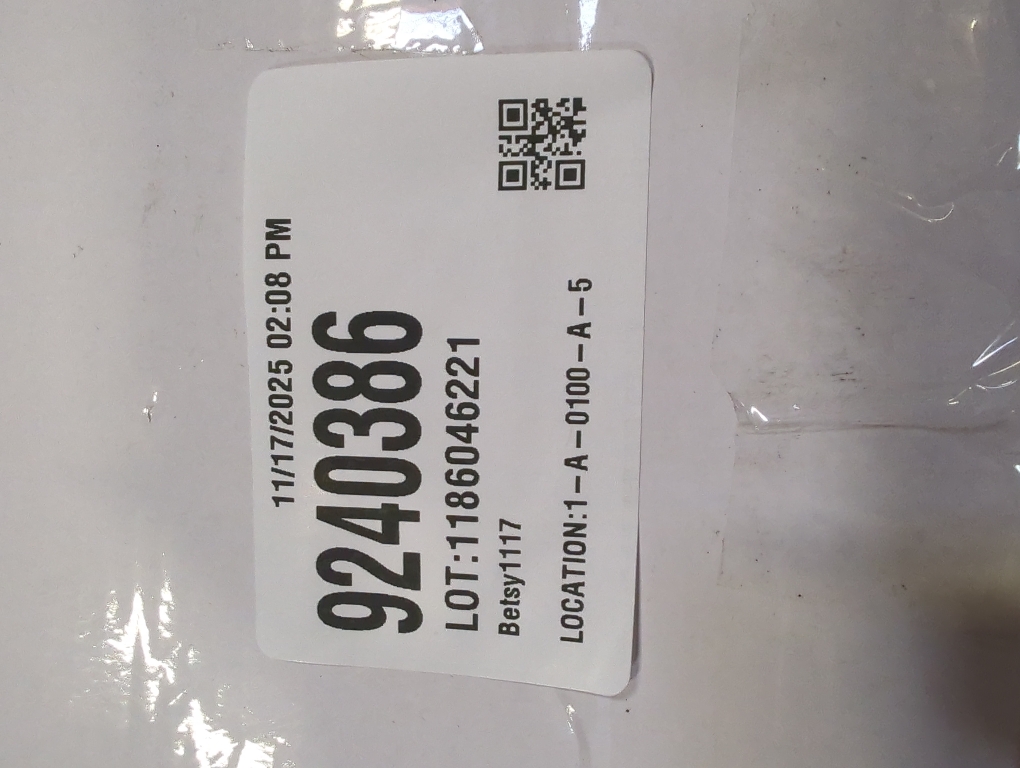 11/17/2025 02:08 PM
9240386
LOT:1186046221
Betsy1117
LOCATION:1-A-0100-A-5